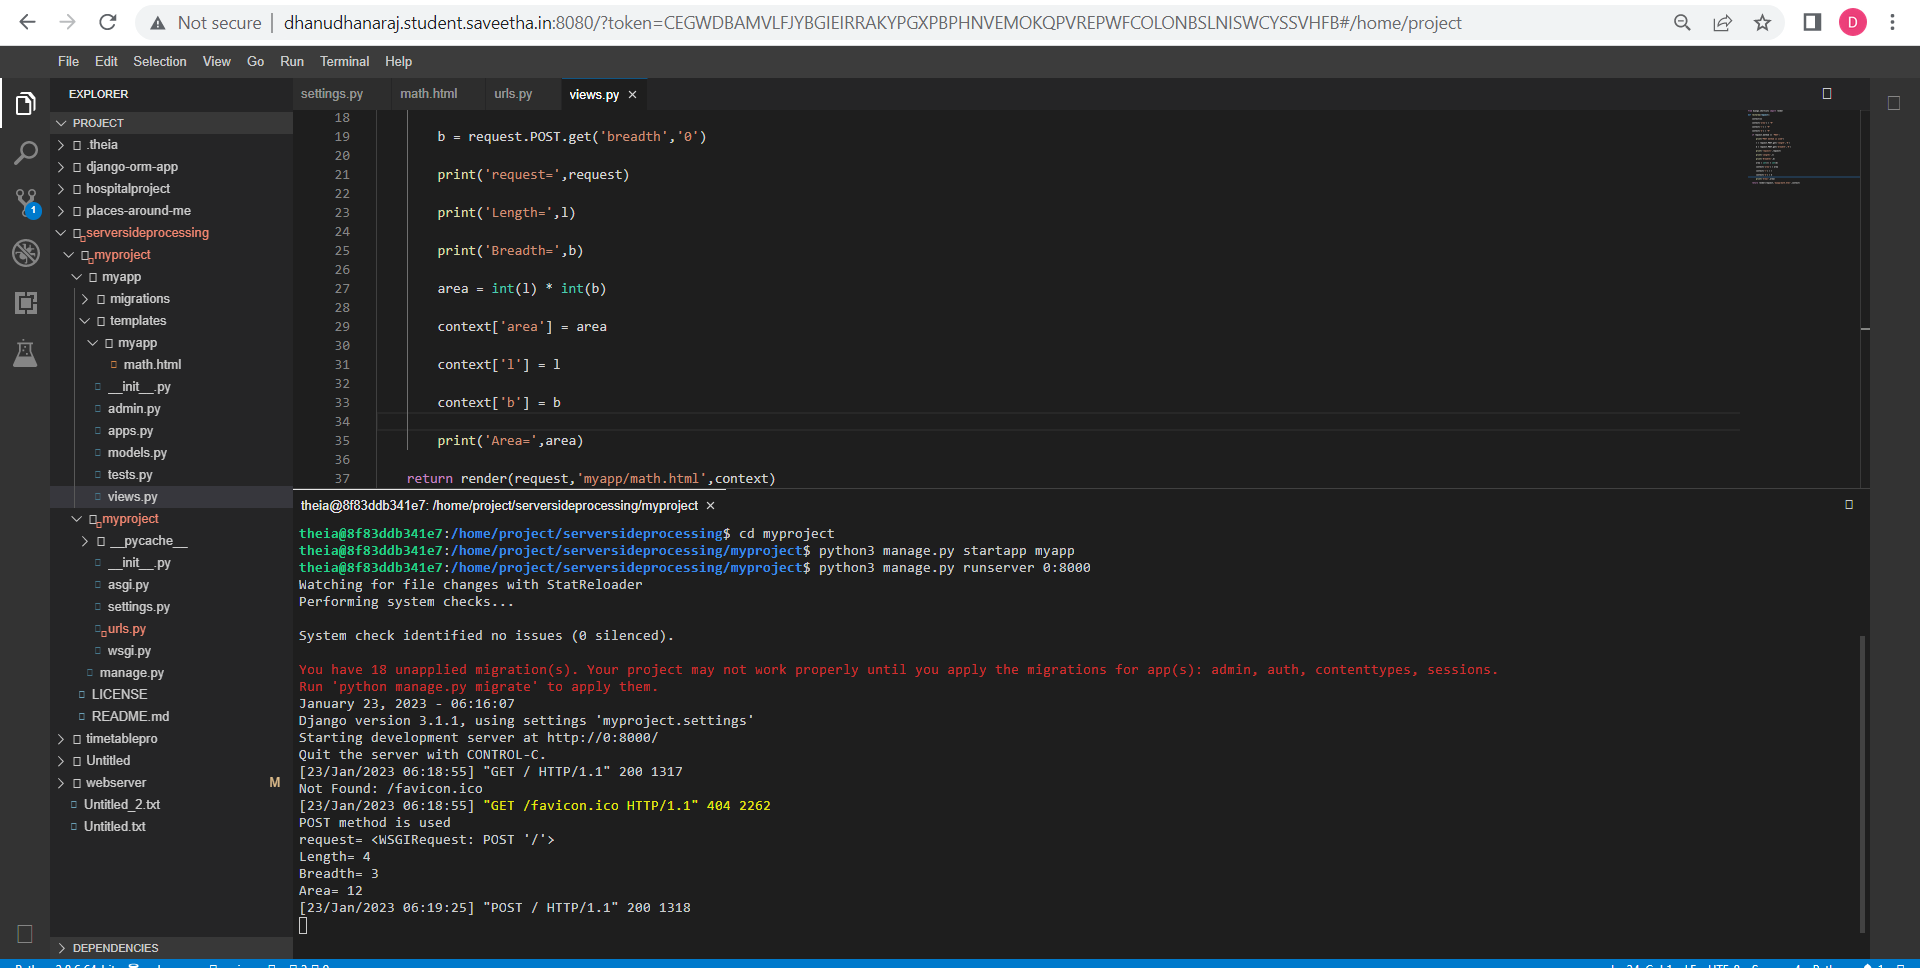 Not secure | dhanudhanaraj.student.saveetha.in:8080/?token=CEGWDBAMVLFJYBGIEIRRAKYPGXPBPHNVEMOKQPVREPWFCOLONBSLNISWCYSSVHFB#/home/project
D
File Edit Selection View Go Run Terminal Help
EXPLORER
settings.py math.html urls.py views.py ×
PROJECT
.theia
django-orm-app
hospitalproject
places-around-me
serversideprocessing
myproject
myapp
migrations
templates
myapp
math.html
__init__.py
admin.py
apps.py
models.py
tests.py
views.py
myproject
__pycache__
__init__.py
asgi.py
settings.py
urls.py
wsgi.py
manage.py
LICENSE
README.md
timetablepro
Untitled
webserver M
Untitled_2.txt
Untitled.txt
DEPENDENCIES
1
18
19 b = request.POST.get('breadth','0')
20
21 print('request=',request)
22
23 print('Length=',l)
24
25 print('Breadth=',b)
26
27 area = int(l) * int(b)
28
29 context['area'] = area
30
31 context['l'] = l
32
33 context['b'] = b
34
35 print('Area=',area)
36
37 return render(request,'myapp/math.html',context)
theia@8f83ddb341e7: /home/project/serversideprocessing/myproject ×
theia@8f83ddb341e7:/home/project/serversideprocessing$ cd myproject
theia@8f83ddb341e7:/home/project/serversideprocessing/myproject$ python3 manage.py startapp myapp
theia@8f83ddb341e7:/home/project/serversideprocessing/myproject$ python3 manage.py runserver 0:8000
Watching for file changes with StatReloader
Performing system checks...
System check identified no issues (0 silenced).
You have 18 unapplied migration(s). Your project may not work properly until you apply the migrations for app(s): admin, auth, contenttypes, sessions.
Run 'python manage.py migrate' to apply them.
January 23, 2023 - 06:16:07
Django version 3.1.1, using settings 'myproject.settings'
Starting development server at http://0:8000/
Quit the server with CONTROL-C.
[23/Jan/2023 06:18:55] "GET / HTTP/1.1" 200 1317
Not Found: /favicon.ico
[23/Jan/2023 06:18:55] "GET /favicon.ico HTTP/1.1" 404 2262
POST method is used
request= <WSGIRequest: POST '/'>
Length= 4
Breadth= 3
Area= 12
[23/Jan/2023 06:19:25] "POST / HTTP/1.1" 200 1318